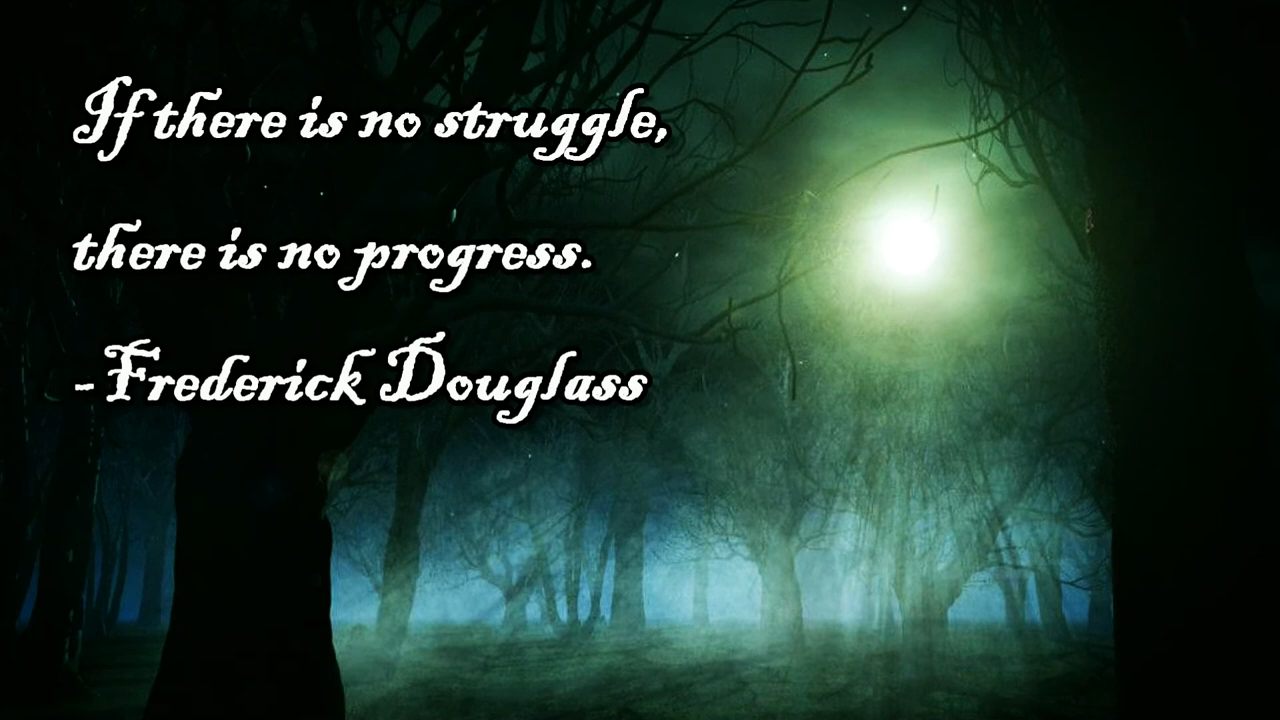 If there is no struggle,
there is no progress.
-Frederick Douglass